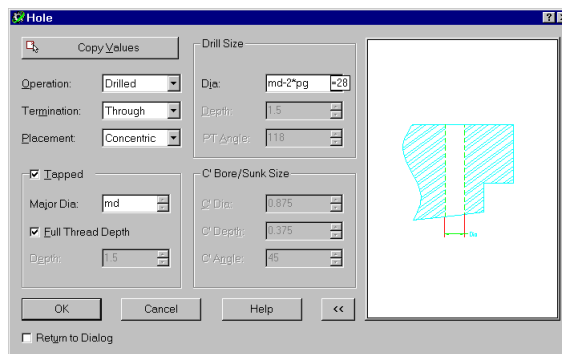 Hole
Copy Values
Operation: Drilled
Termination: Through
Placement: Concentric
Tapped
Major Dia: md
Full Thread Depth
Depth: 1.5
Drill Size
Dia: md-2*pg =28
Depth: 1.5
PT Angle: 118
C' Bore/Sunk Size
C' Dia: 0.875
C' Depth: 0.375
C' Angle: 45
Dia
OK Cancel Help <<
Return to Dialog